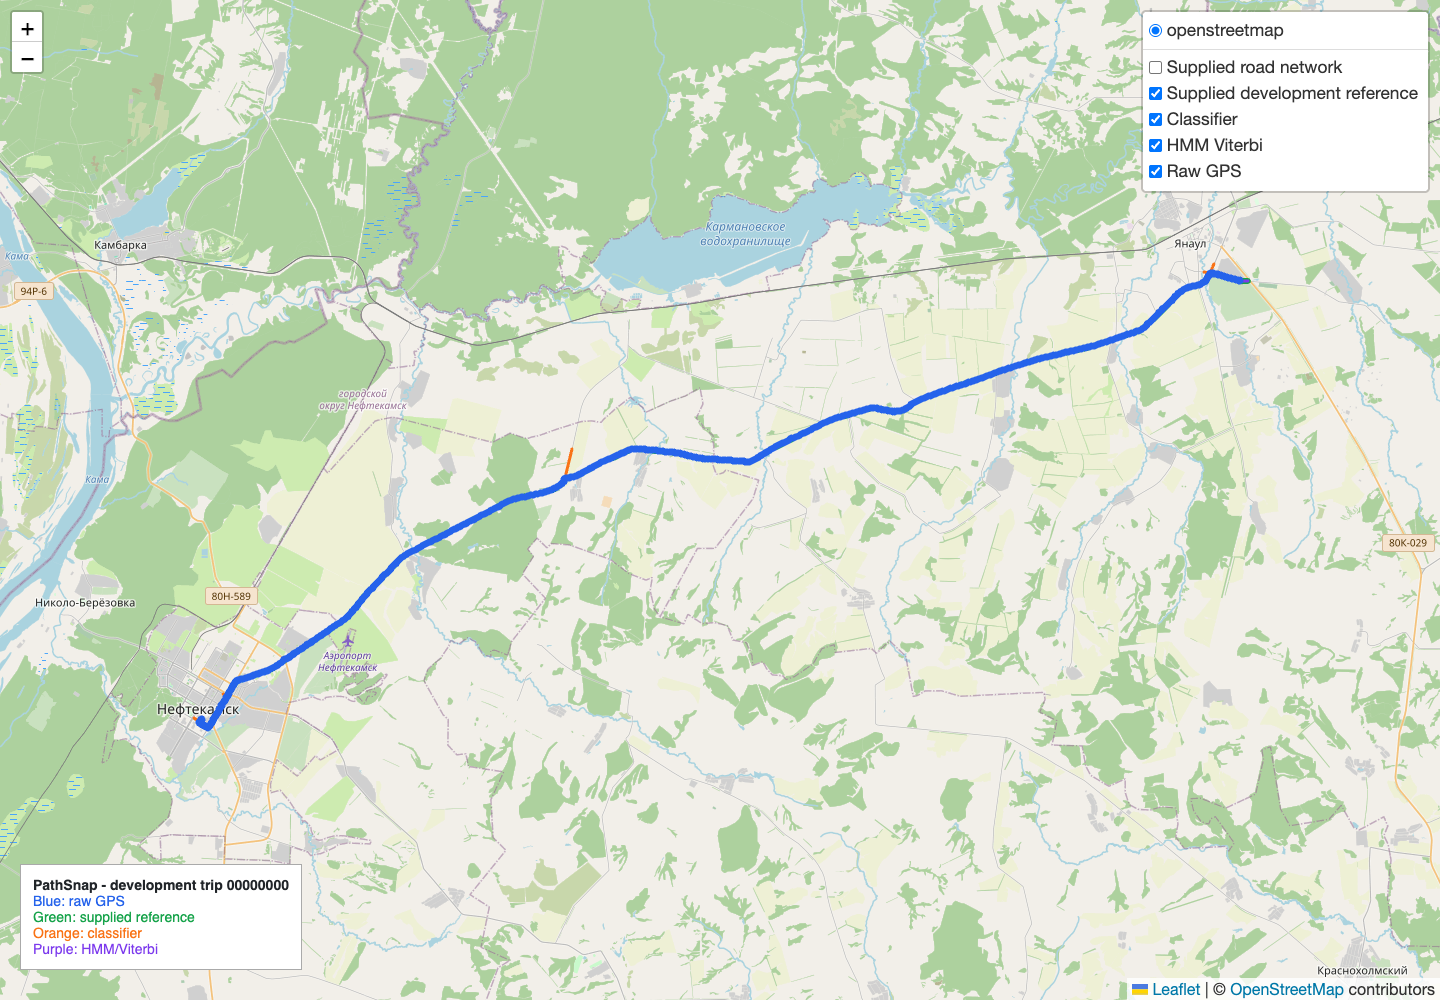 +
−
openstreetmap
Supplied road network
Supplied development reference
Classifier
HMM Viterbi
Raw GPS
Кармановское
водохранилище
Камбарка
Янаул
Кама
94Р-6
городской
округ Нефтекамск
Кама
80К-029
80Н-589
Николо-Берёзовка
Аэропорт
Нефтекамск
Нефтекамск
PathSnap - development trip 00000000
Blue: raw GPS
Green: supplied reference
Orange: classifier
Purple: HMM/Viterbi
Краснохолмский
Leaflet | © OpenStreetMap contributors